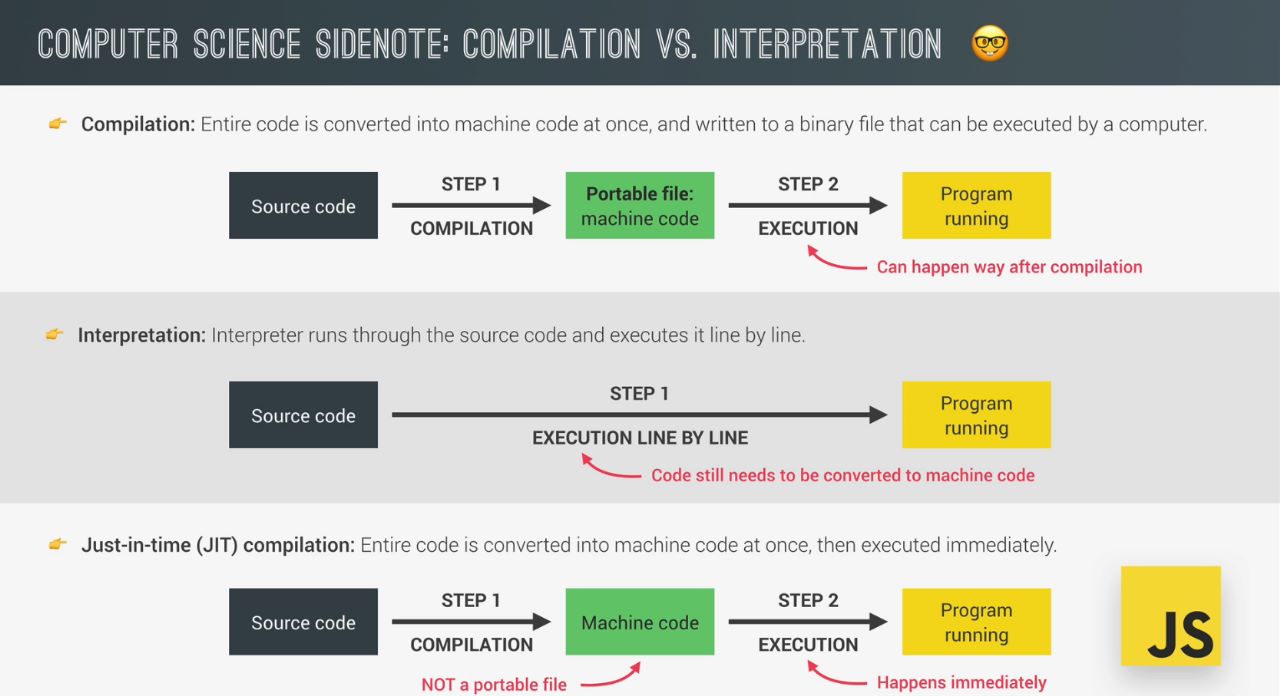 COMPUTER SCIENCE SIDENOTE: COMPILATION VS. INTERPRETATION 🤓
👉 Compilation: Entire code is converted into machine code at once, and written to a binary file that can be executed by a computer.
Source code
STEP 1
COMPILATION
Portable file:
machine code
STEP 2
EXECUTION
Program
running
Can happen way after compilation
👉 Interpretation: Interpreter runs through the source code and executes it line by line.
Source code
STEP 1
EXECUTION LINE BY LINE
Program
running
Code still needs to be converted to machine code
👉 Just-in-time (JIT) compilation: Entire code is converted into machine code at once, then executed immediately.
Source code
STEP 1
COMPILATION
Machine code
STEP 2
EXECUTION
Program
running
NOT a portable file
Happens immediately
JS